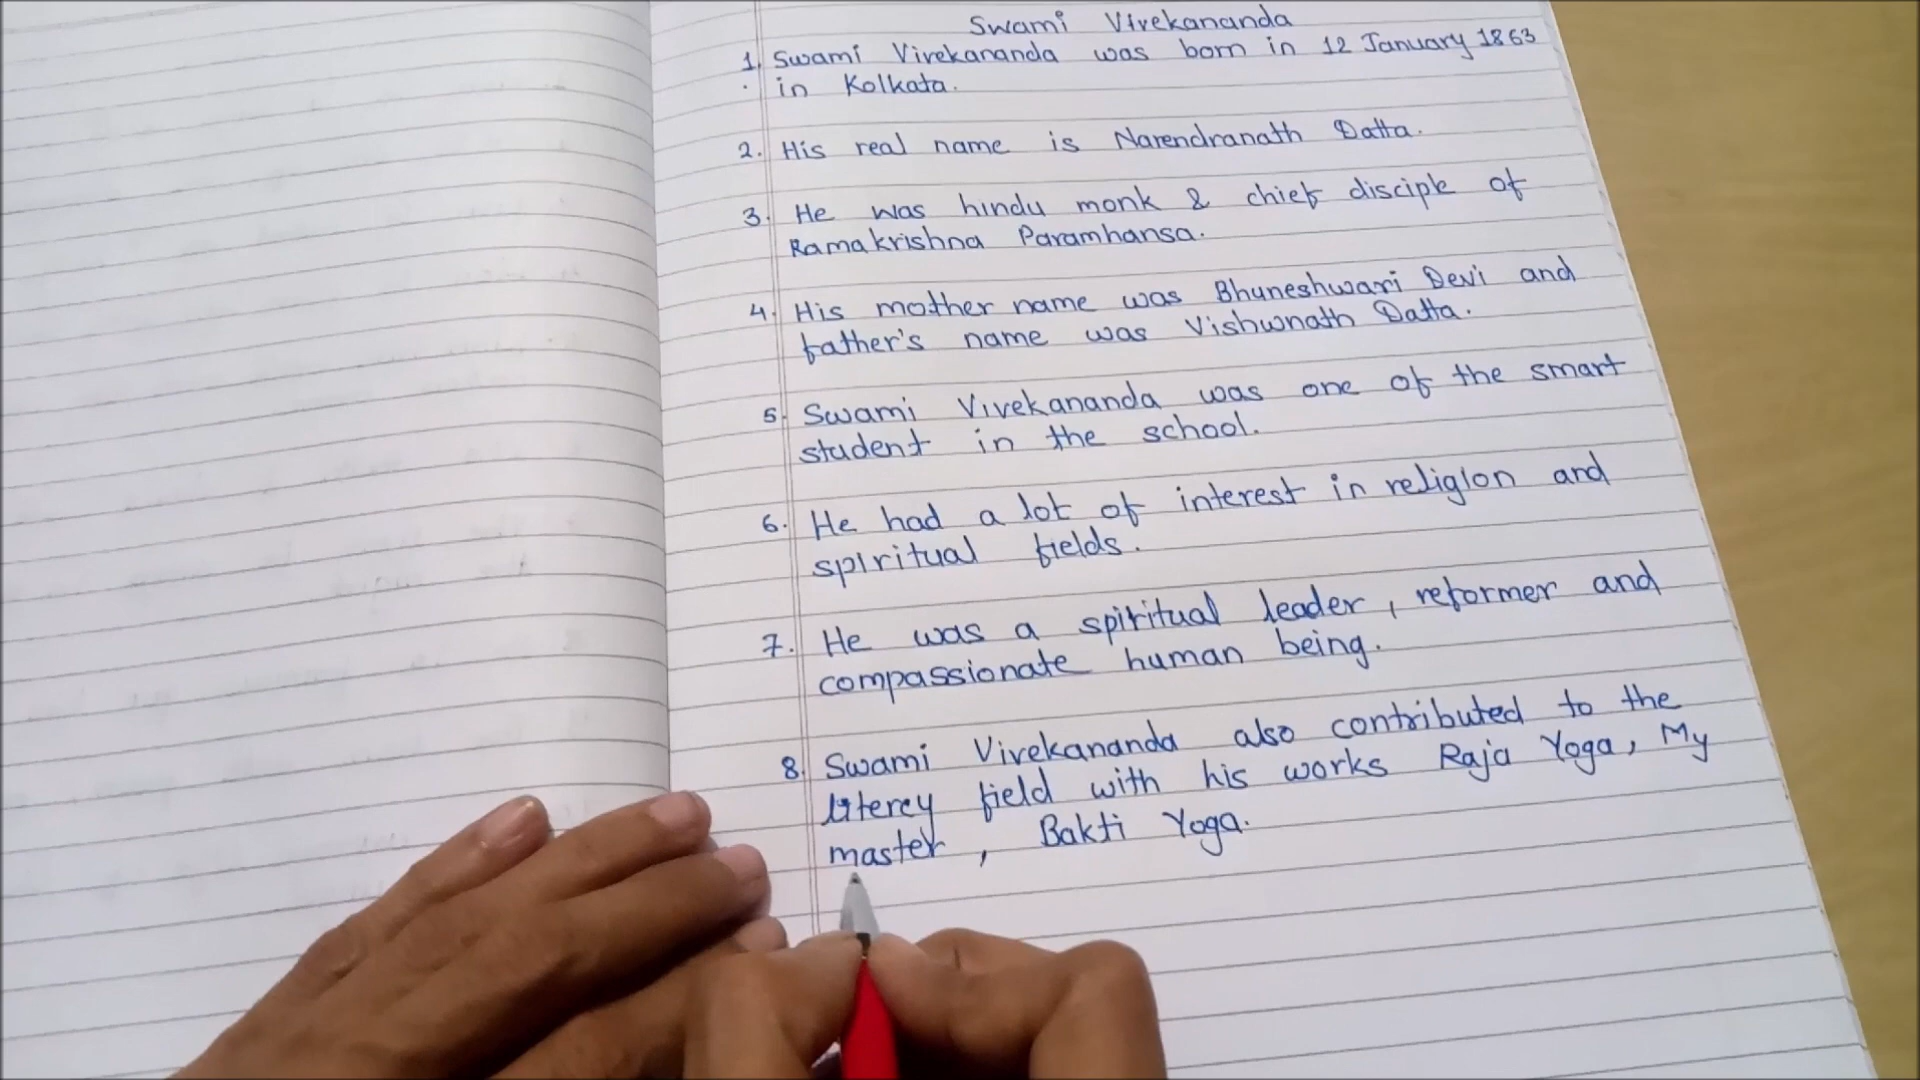 Swami Vivekananda
1. Swami Vivekananda was born in 12 January 1863
in Kolkata.
2. His real name is Narendranath Datta.
3. He was hindu monk & chief disciple of
Ramakrishna Paramhansa.
4. His mother name was Bhuneshwari Devi and
father's name was Vishwnath Datta.
5. Swami Vivekananda was one of the smart
student in the school.
6. He had a lot of interest in religion and
spiritual fields.
7. He was a spiritual leader, reformer and
compassionate human being.
8. Swami Vivekananda also contributed to the
field with his works Raja Yoga, My
master, Bakti Yoga.